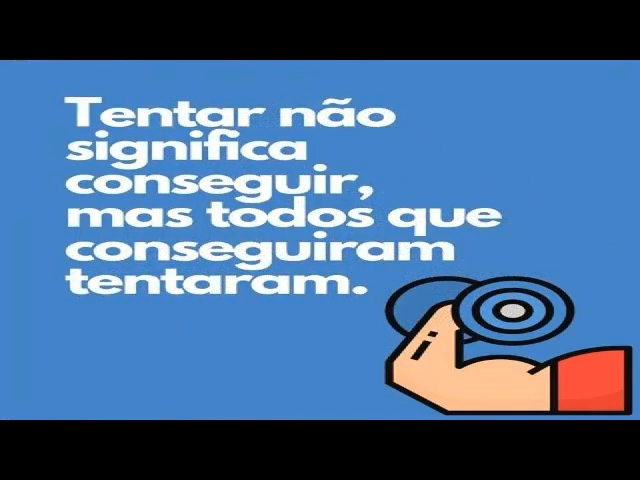 Tentar não
significa
conseguir,
mas todos que
conseguiram
tentaram.